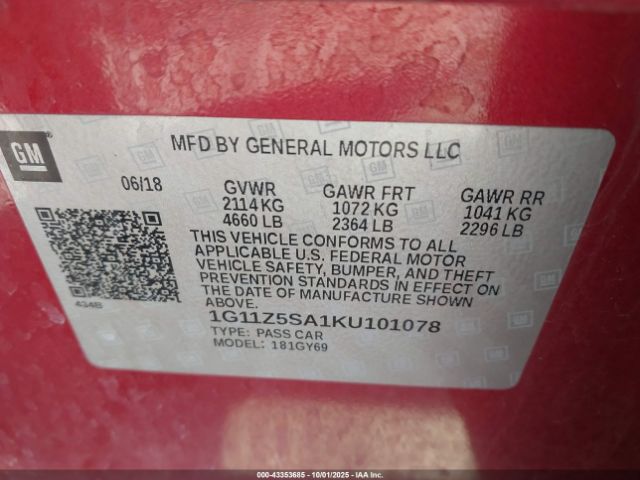 GM
MFD BY GENERAL MOTORS LLC
06/18
GVWR
2114 KG
4660 LB
GAWR FRT
1072 KG
2364 LB
GAWR RR
1041 KG
2296 LB
THIS VEHICLE CONFORMS TO ALL
APPLICABLE U.S. FEDERAL MOTOR
VEHICLE SAFETY, BUMPER, AND THEFT
PREVENTION STANDARDS IN EFFECT ON
THE DATE OF MANUFACTURE SHOWN
ABOVE.
434B
1G11Z5SA1KU101078
TYPE: PASS CAR
MODEL: 181GY69
000-43353685 - 10/01/2025 - IAAI, Inc.